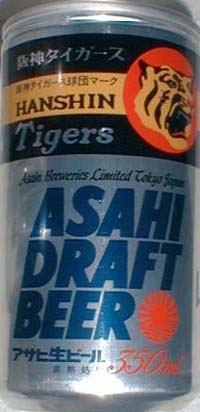 阪神タイガース
阪神タイガース球団マーク
HANSHIN
Tigers
Asahi Breweries Limited Tokyo Japan
ASAHI
DRAFT
BEER
アサヒ生ビール 350ml